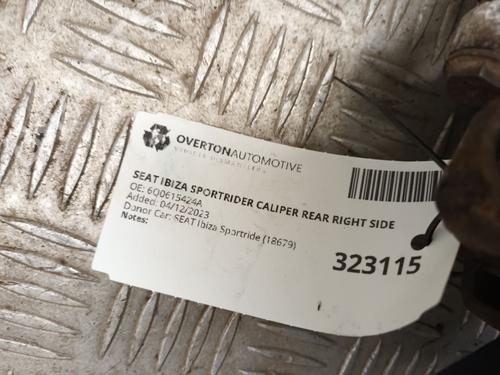 OVERTONAUTOMOTIVE
SEAT IBIZA SPORTRIDER CALIPER REAR RIGHT SIDE
OE: 6Q0615424A
Added: 04/12/2023
Donor Car: SEAT Ibiza Sportride (18679)
Notes:
323115